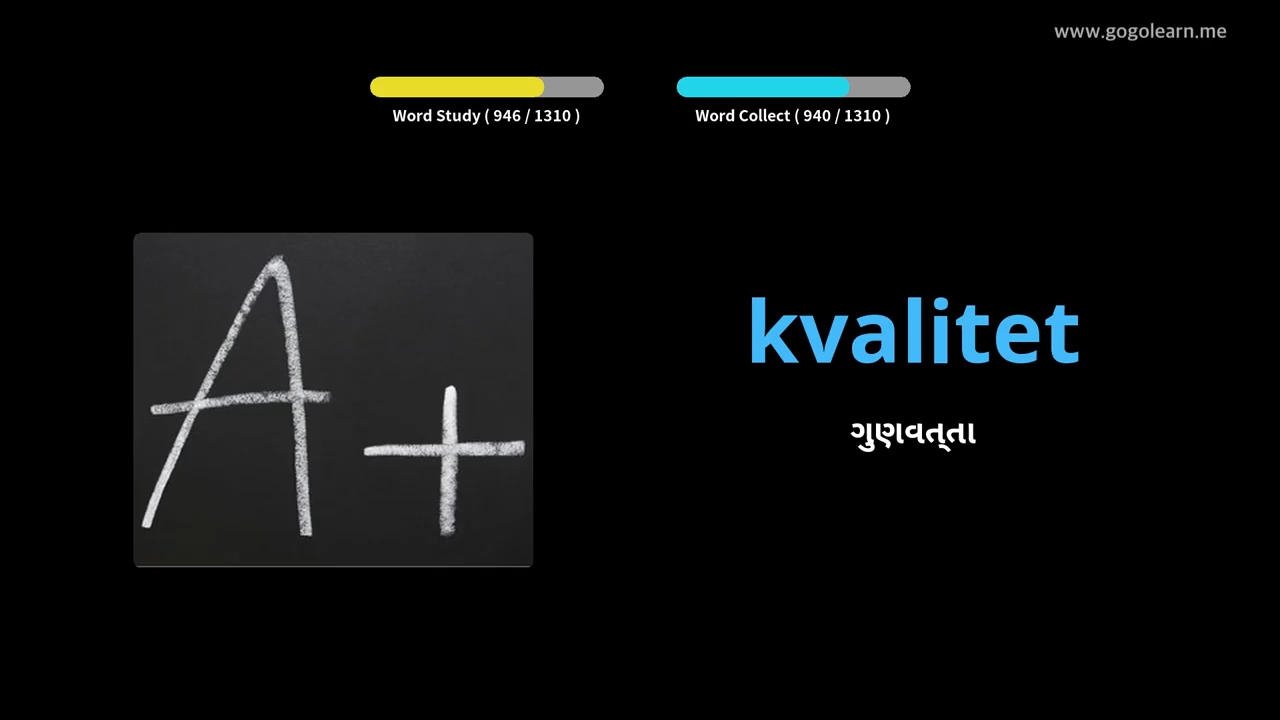 www.gogolearn.me
Word Study ( 946 / 1310 )
Word Collect ( 940 / 1310 )
A+
kvalitet
ગુણવત્તા